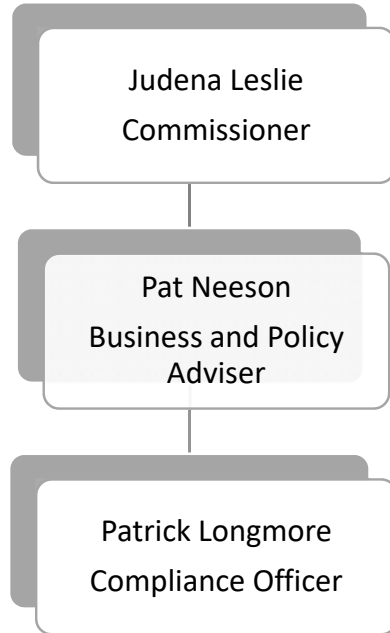 Judena Leslie
Commissioner
Pat Neeson
Business and Policy
Adviser
Patrick Longmore
Compliance Officer